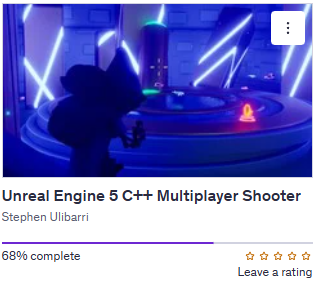 Unreal Engine 5 C++ Multiplayer Shooter
Stephen Ulibarri
68% complete
Leave a rating